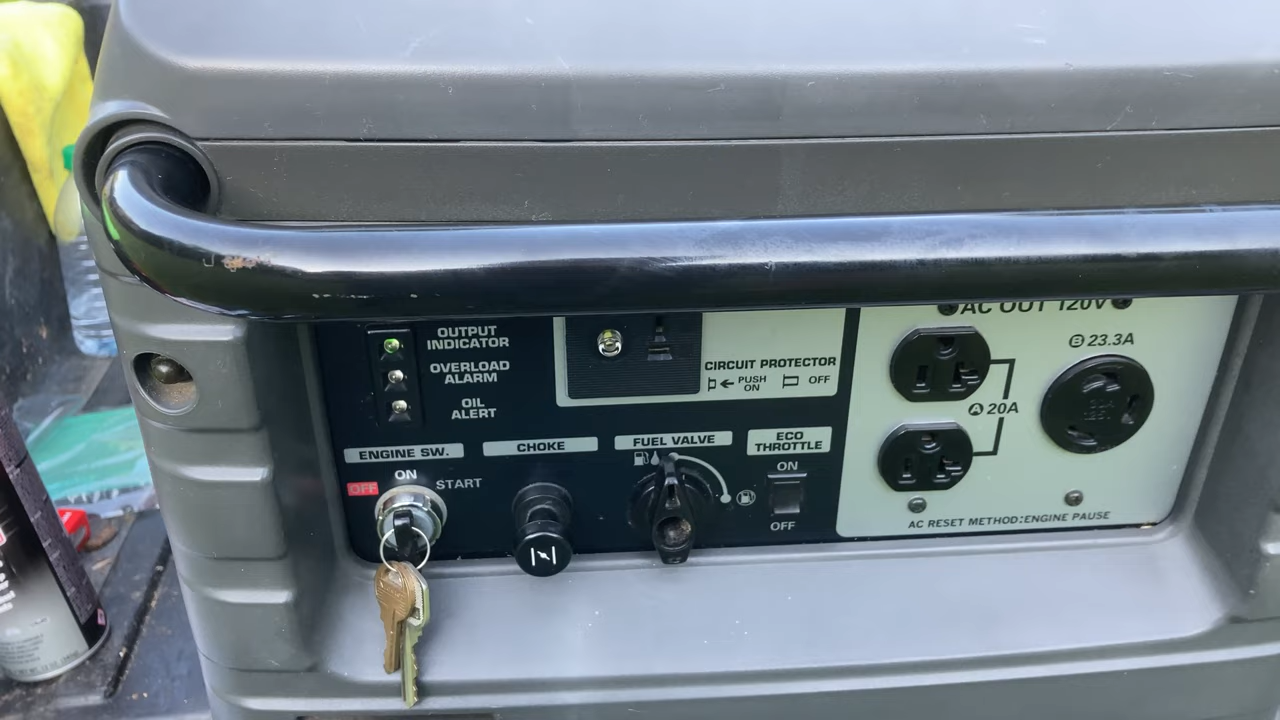 OUTPUT
INDICATOR
OVERLOAD
ALARM
OIL
ALERT
CIRCUIT PROTECTOR
PUSH
ON
OFF
AC OUT 120V
B 23.3A
A 20A
ENGINE SW.
CHOKE
FUEL VALVE
ECO
THROTTLE
ON
OFF
START
ON
OFF
AC RESET METHOD:ENGINE PAUSE